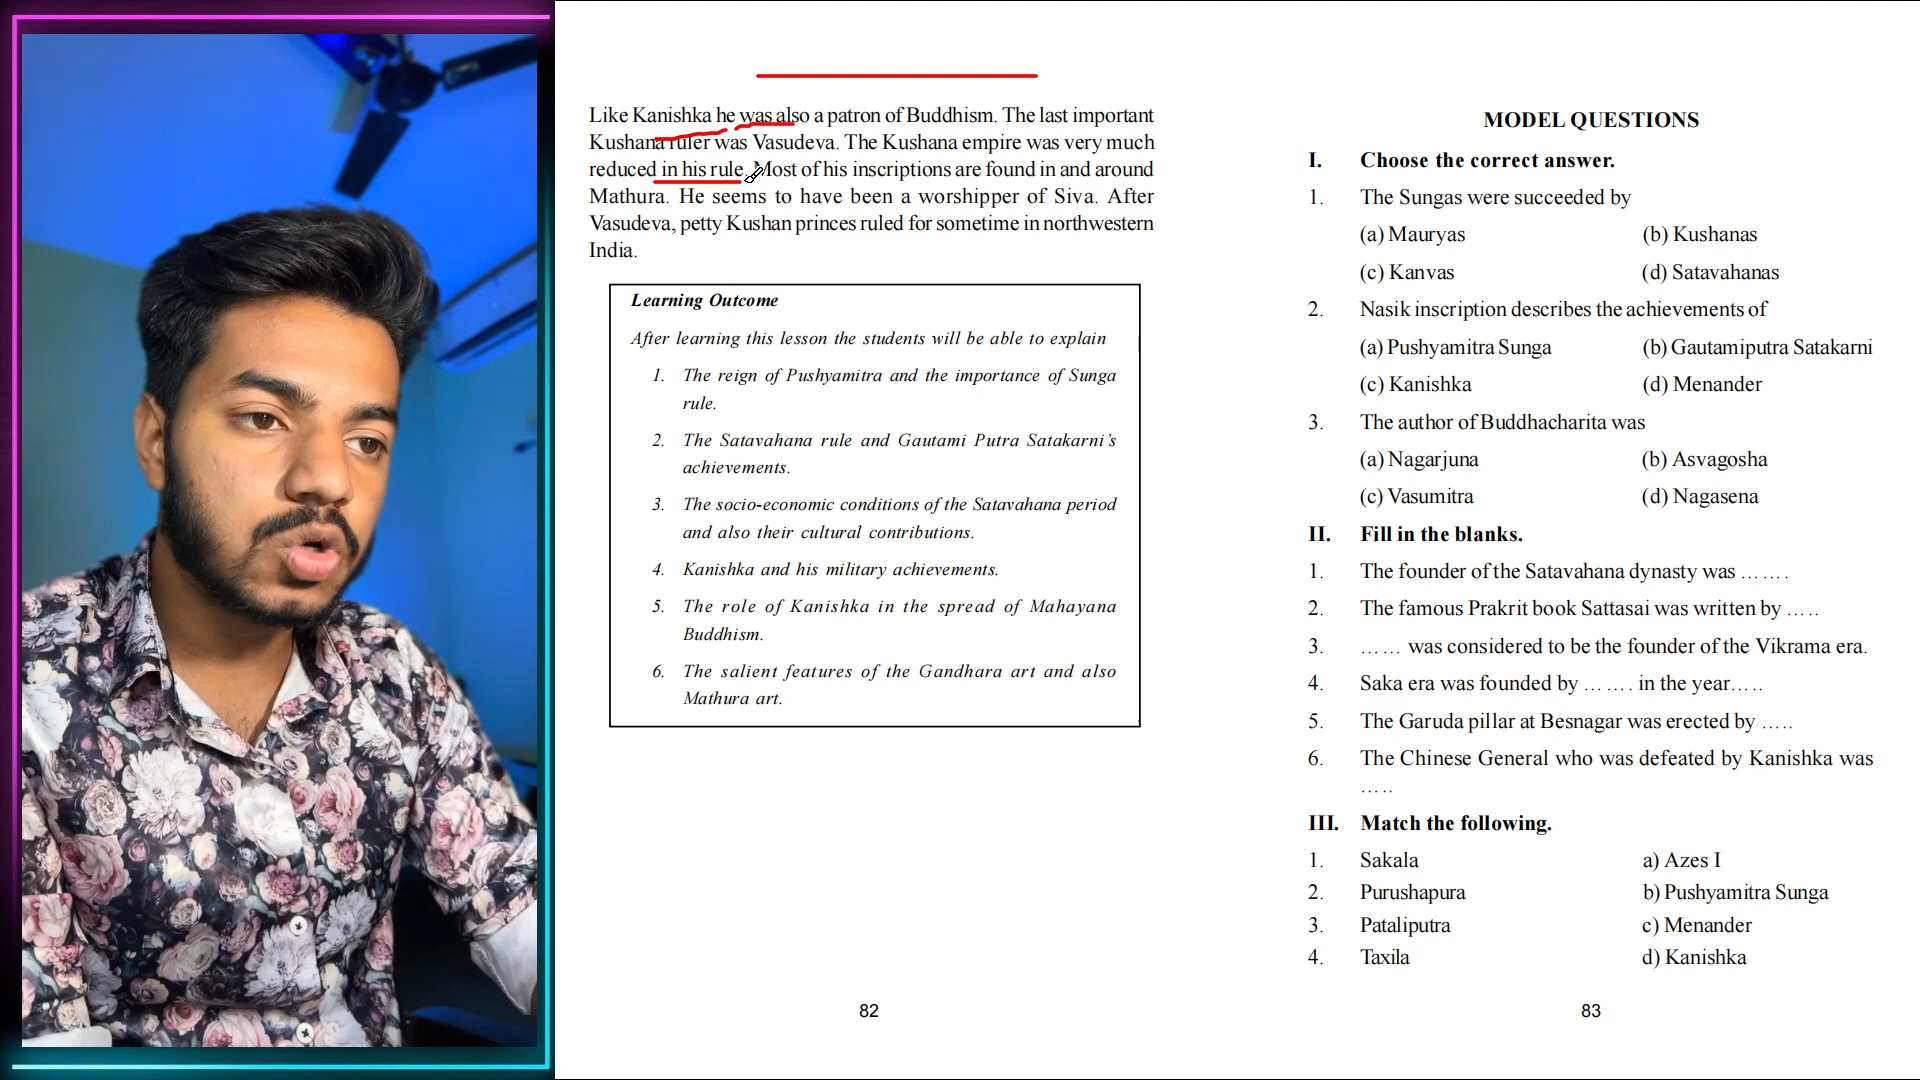 Like Kanishka he was also a patron of Buddhism. The last important
Kushana ruler was Vasudeva. The Kushana empire was very much
reduced in his rule. Most of his inscriptions are found in and around
Mathura. He seems to have been a worshipper of Siva. After
Vasudeva, petty Kushan princes ruled for sometime in northwestern
India.
Learning Outcome
After learning this lesson the students will be able to explain
1. The reign of Pushyamitra and the importance of Sunga
rule.
2. The Satavahana rule and Gautami Putra Satakarni's
achievements.
3. The socio-economic conditions of the Satavahana period
and also their cultural contributions.
4. Kanishka and his military achievements.
5. The role of Kanishka in the spread of Mahayana
Buddhism.
6. The salient features of the Gandhara art and also
Mathura art.
82
MODEL QUESTIONS
I. Choose the correct answer.
1. The Sungas were succeeded by
(a) Mauryas (b) Kushanas
(c) Kanvas (d) Satavahanas
2. Nasik inscription describes the achievements of
(a) Pushyamitra Sunga (b) Gautamiputra Satakarni
(c) Kanishka (d) Menander
3. The author of Buddhacharita was
(a) Nagarjuna (b) Asvagosha
(c) Vasumitra (d) Nagasena
II. Fill in the blanks.
1. The founder of the Satavahana dynasty was …….
2. The famous Prakrit book Sattasai was written by …..
3. …… was considered to be the founder of the Vikrama era.
4. Saka era was founded by ……. in the year…..
5. The Garuda pillar at Besnagar was erected by …..
6. The Chinese General who was defeated by Kanishka was
…..
III. Match the following.
1. Sakala a) Azes I
2. Purushapura b) Pushyamitra Sunga
3. Pataliputra c) Menander
4. Taxila d) Kanishka
83